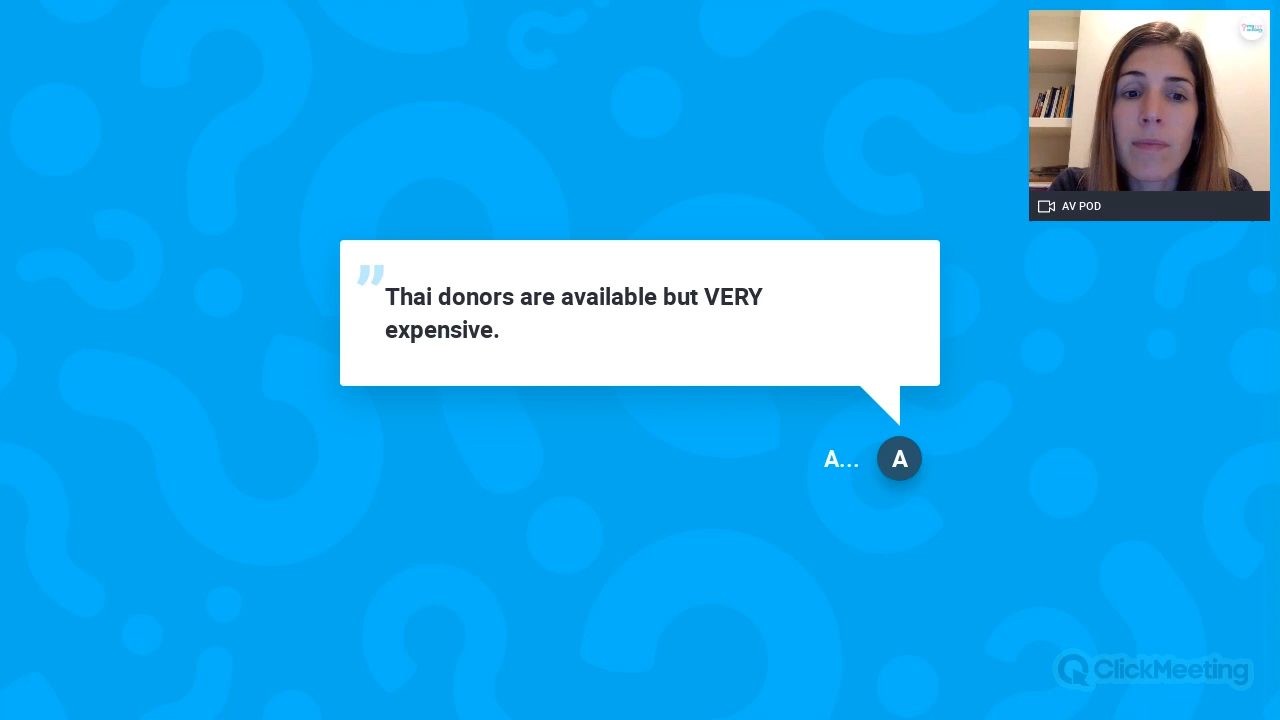 AV POD
”
Thai donors are available but VERY
expensive.
A...
A
ClickMeeting